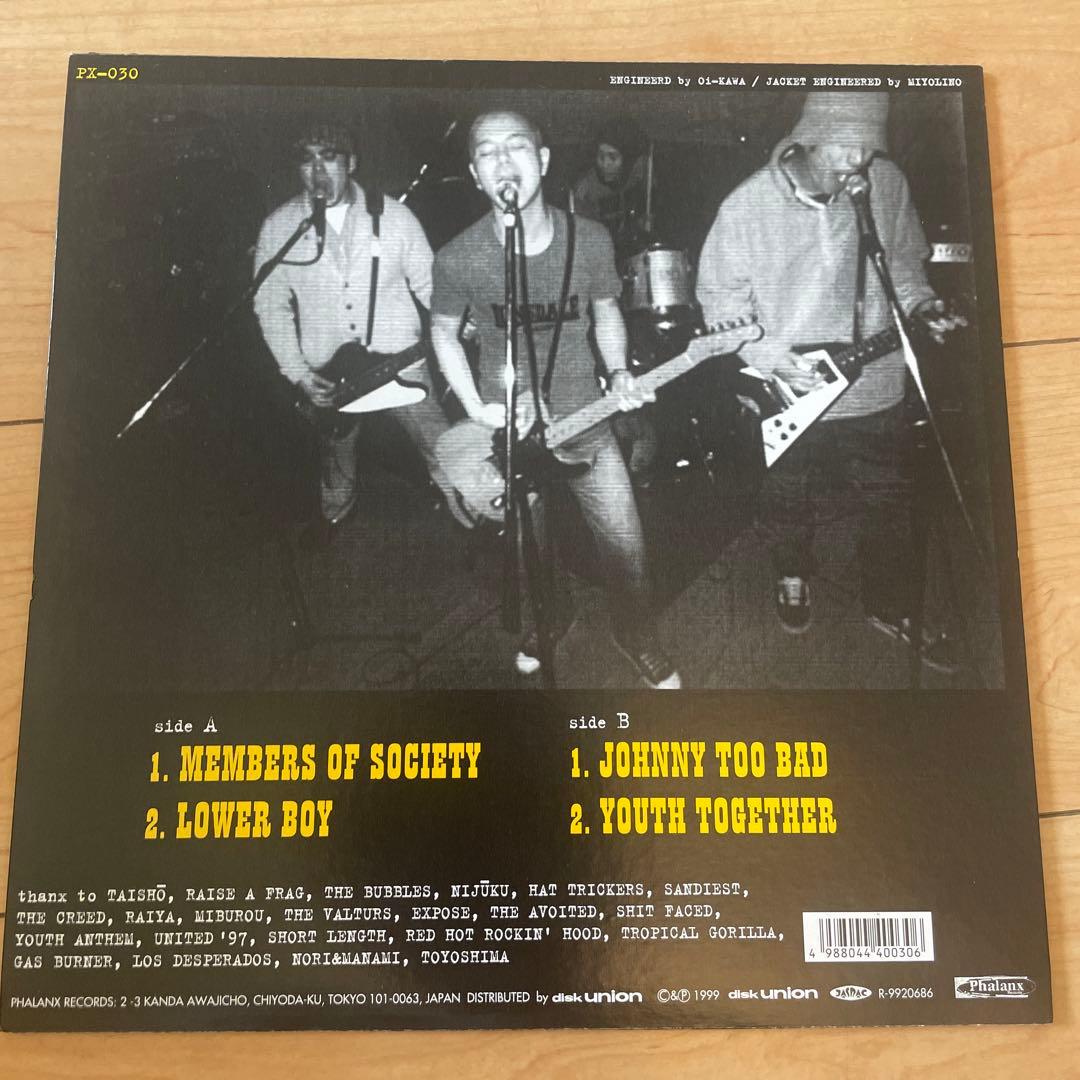 PX-030
ENGINEERD by Oi-KAWA / JACKET ENGINEERED by MIYOLINO
side A
1. MEMBERS OF SOCIETY
2. LOWER BOY
side B
1. JOHNNY TOO BAD
2. YOUTH TOGETHER
thanx to TAISHŌ, RAISE A FRAG, THE BUBBLES, NIJŪKU, HAT TRICKERS, SANDIEST,
THE CREED, RAIYA, MIBUROU, THE VALTURS, EXPOSE, THE AVOITED, SHIT FACED,
YOUTH ANTHEM, UNITED '97, SHORT LENGTH, RED HOT ROCKIN' HOOD, TROPICAL GORILLA,
GAS BURNER, LOS DESPERADOS, NORI&MANAMI, TOYOSHIMA
4 988044 400306
PHALANX RECORDS; 2-3 KANDA AWAJICHO, CHIYODA-KU, TOKYO 101-0063, JAPAN DISTRIBUTED by disk union ©&℗ 1999 disk union JASRAC R-9920686 Phalanx